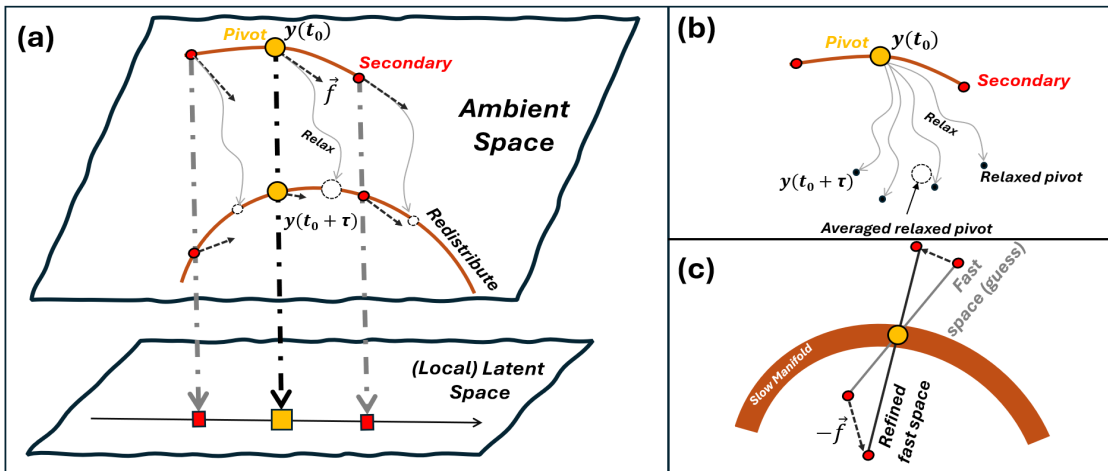 (a)
Pivot
y(t₀)
Secondary
f⃗
Relax
Ambient
Space
y(t₀ + τ)
Redistribute
(Local) Latent
Space
(b)
Pivot
y(t₀)
Secondary
Relax
y(t₀ + τ)
Relaxed pivot
Averaged relaxed pivot
(c)
Fast
space (guess)
Slow Manifold
−f⃗
Refined
fast space